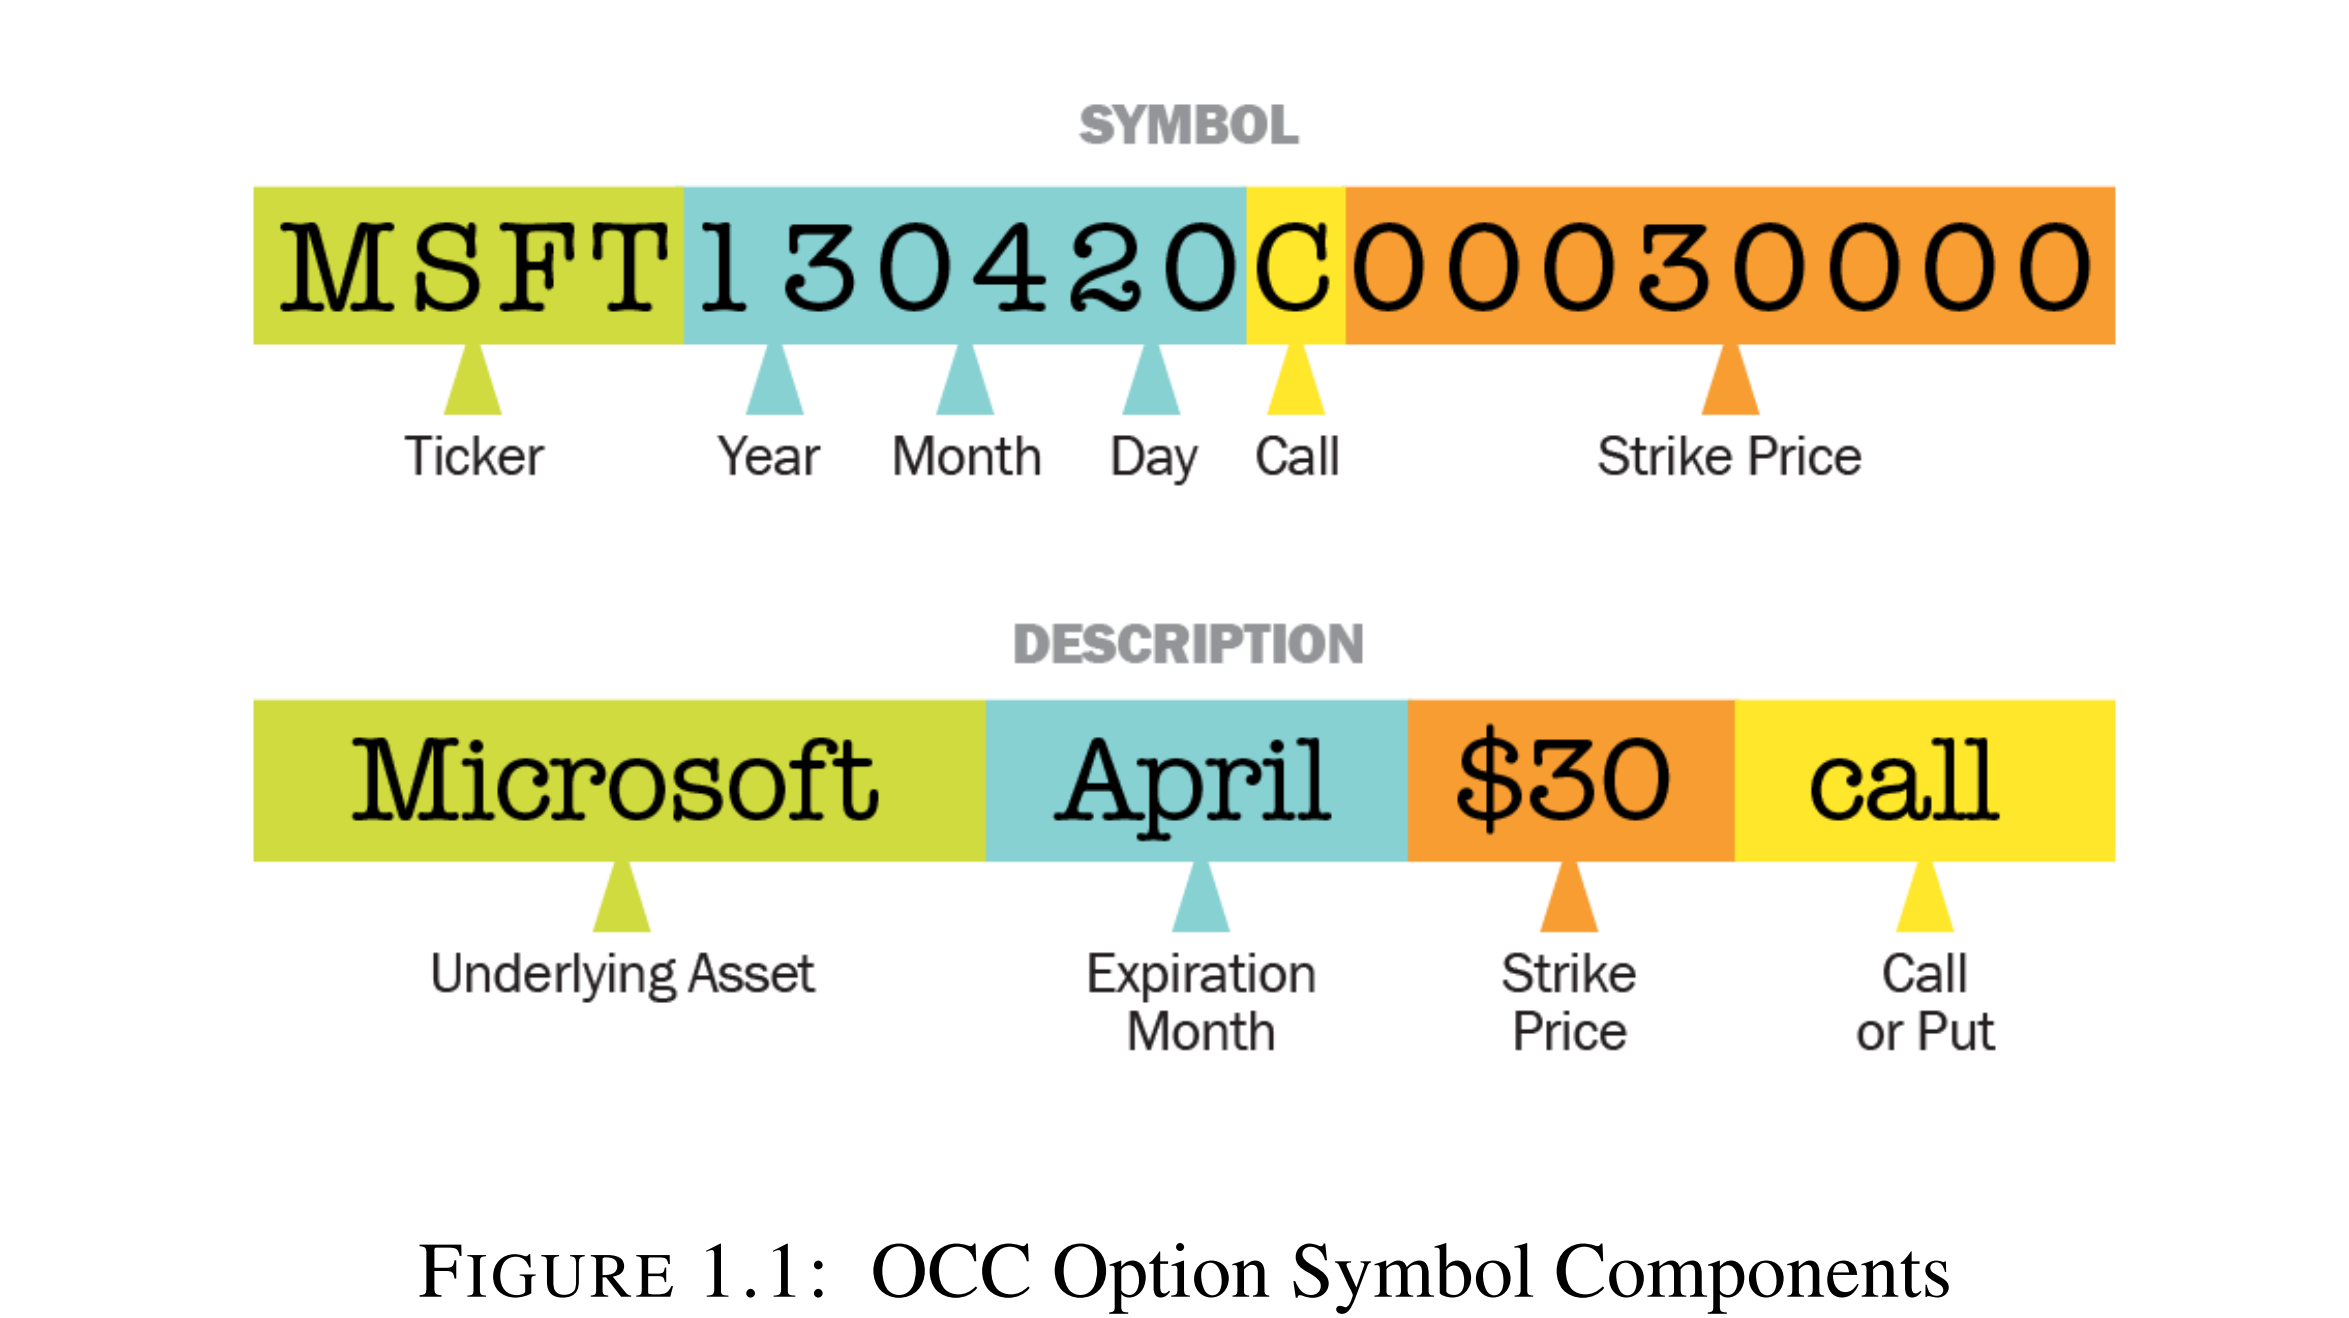 SYMBOL
MSFT130420C00030000
Ticker Year Month Day Call Strike Price
DESCRIPTION
Microsoft April $30 call
Underlying Asset Expiration Month Strike Price Call or Put
FIGURE 1.1: OCC Option Symbol Components